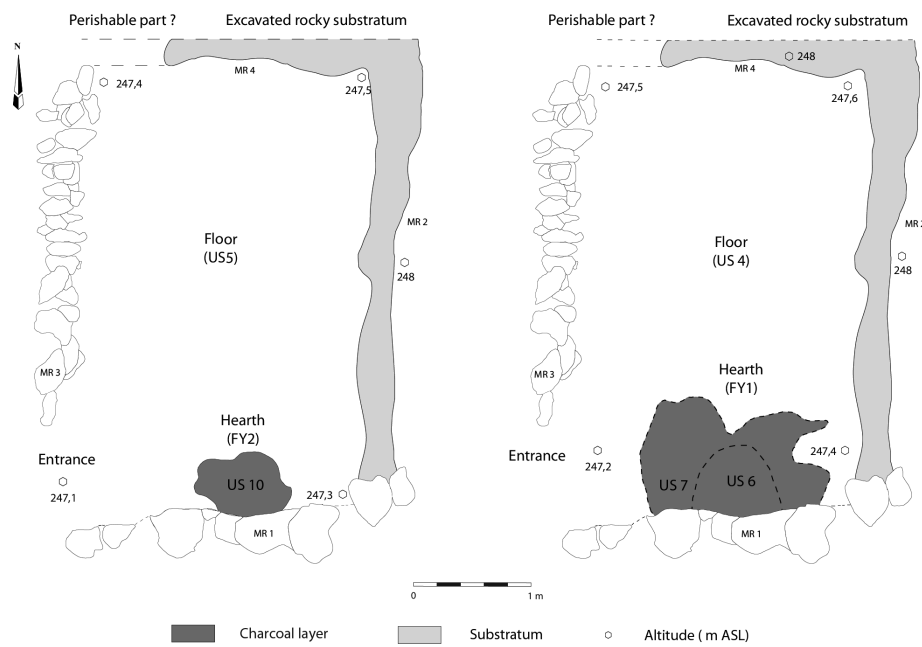 Perishable part ?
Excavated rocky substratum
N
MR 4
247,4
247,5
MR 2
Floor
(US5)
248
MR 3
Hearth
(FY2)
Entrance
US 10
247,3
247,1
MR 1
Perishable part ?
Excavated rocky substratum
248
MR 4
247,5
247,6
MR 2
Floor
(US 4)
248
Hearth
(FY1)
MR 3
Entrance
247,4
247,2
US 7
US 6
MR 1
0
1 m
Charcoal layer
Substratum
Altitude ( m ASL)